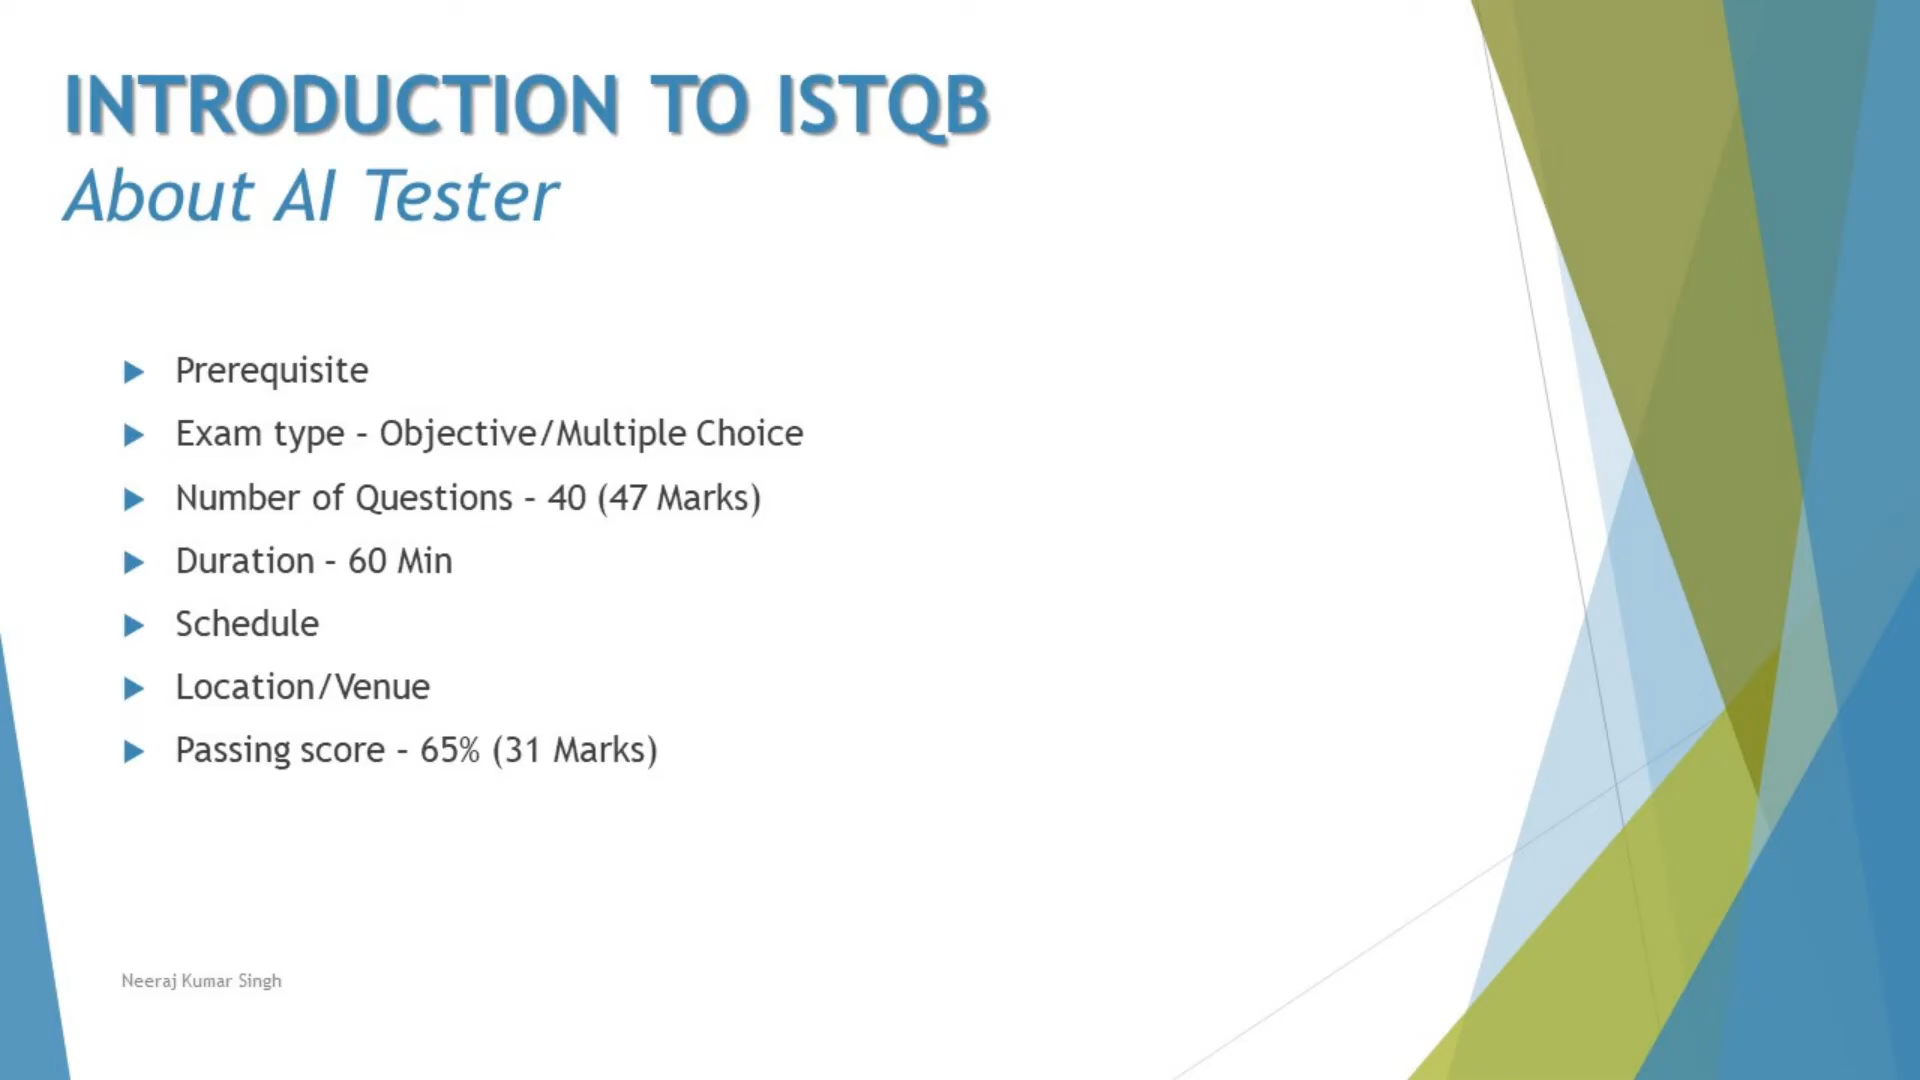 INTRODUCTION TO ISTQB
About AI Tester
Prerequisite
Exam type – Objective/Multiple Choice
Number of Questions – 40 (47 Marks)
Duration – 60 Min
Schedule
Location/Venue
Passing score – 65% (31 Marks)
Neeraj Kumar Singh